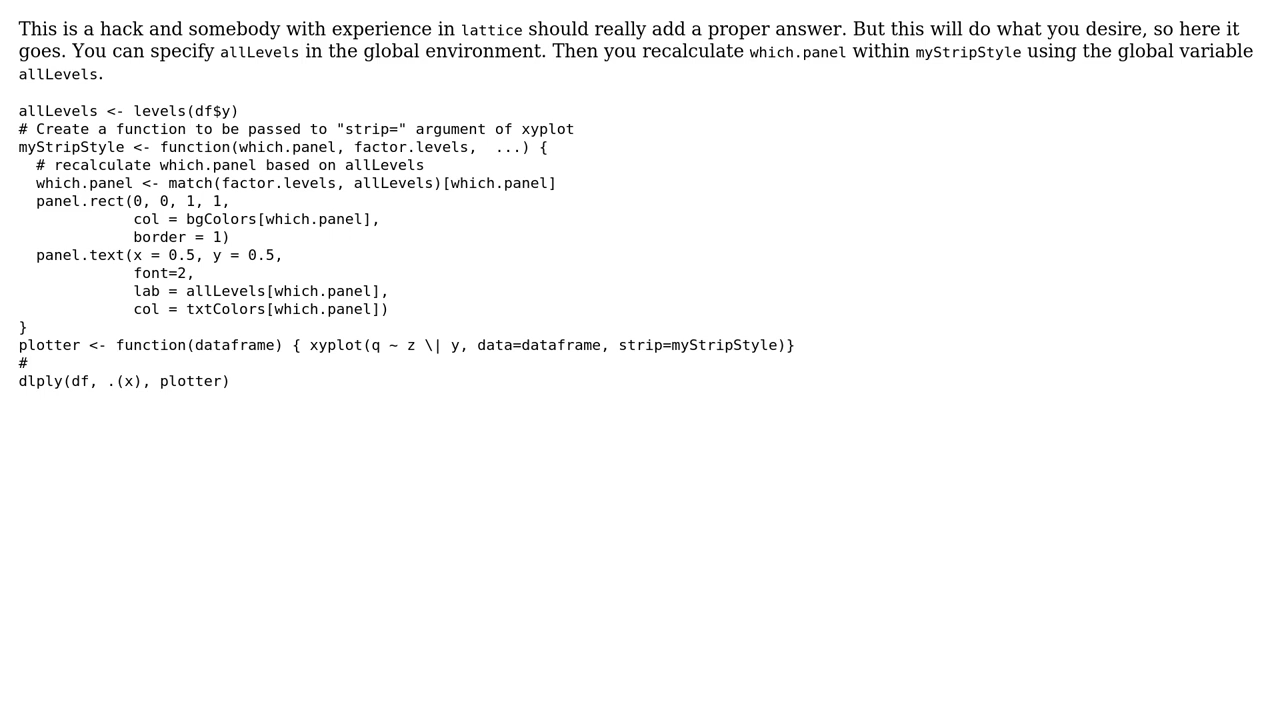 This is a hack and somebody with experience in lattice should really add a proper answer. But this will do what you desire, so here it
goes. You can specify allLevels in the global environment. Then you recalculate which.panel within myStripStyle using the global variable
allLevels.
allLevels <- levels(df$y)
# Create a function to be passed to "strip=" argument of xyplot
myStripStyle <- function(which.panel, factor.levels,  ...) {
  # recalculate which.panel based on allLevels
  which.panel <- match(factor.levels, allLevels)[which.panel]
  panel.rect(0, 0, 1, 1,
             col = bgColors[which.panel],
             border = 1)
  panel.text(x = 0.5, y = 0.5,
             font=2,
             lab = allLevels[which.panel],
             col = txtColors[which.panel])
}
plotter <- function(dataframe) { xyplot(q ~ z \| y, data=dataframe, strip=myStripStyle)}
#
dlply(df, .(x), plotter)